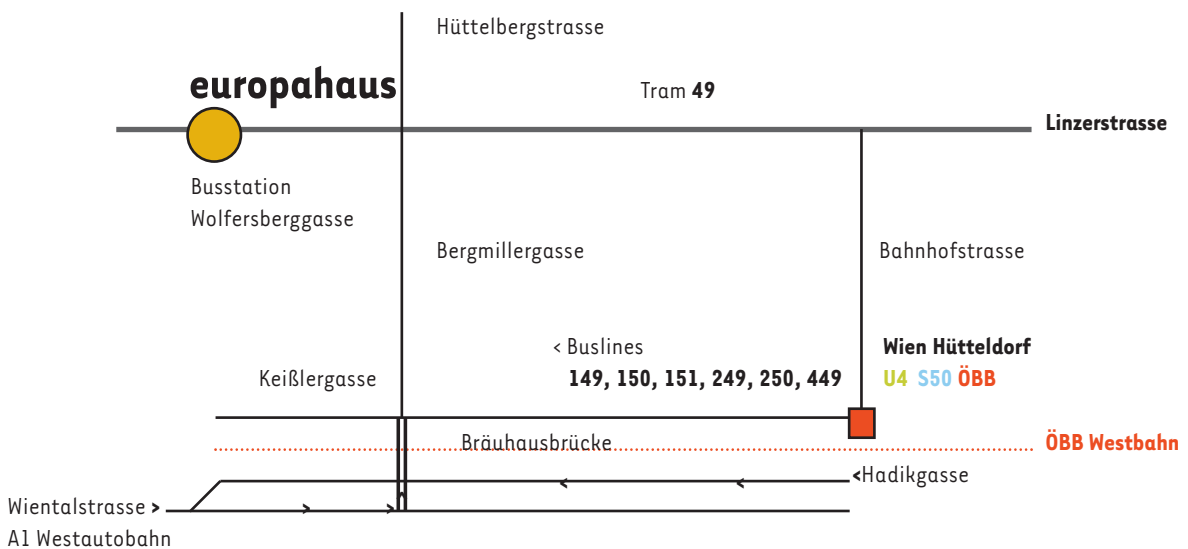 Hüttelbergstrasse
europahaus
Tram 49
Linzerstrasse
Busstation
Wolfersberggasse
Bergmillergasse
Bahnhofstrasse
< Buslines
149, 150, 151, 249, 250, 449
Wien Hütteldorf
U4 S50 ÖBB
Keißlergasse
Bräuhausbrücke
ÖBB Westbahn
<Hadikgasse
Wientalstrasse >
A1 Westautobahn